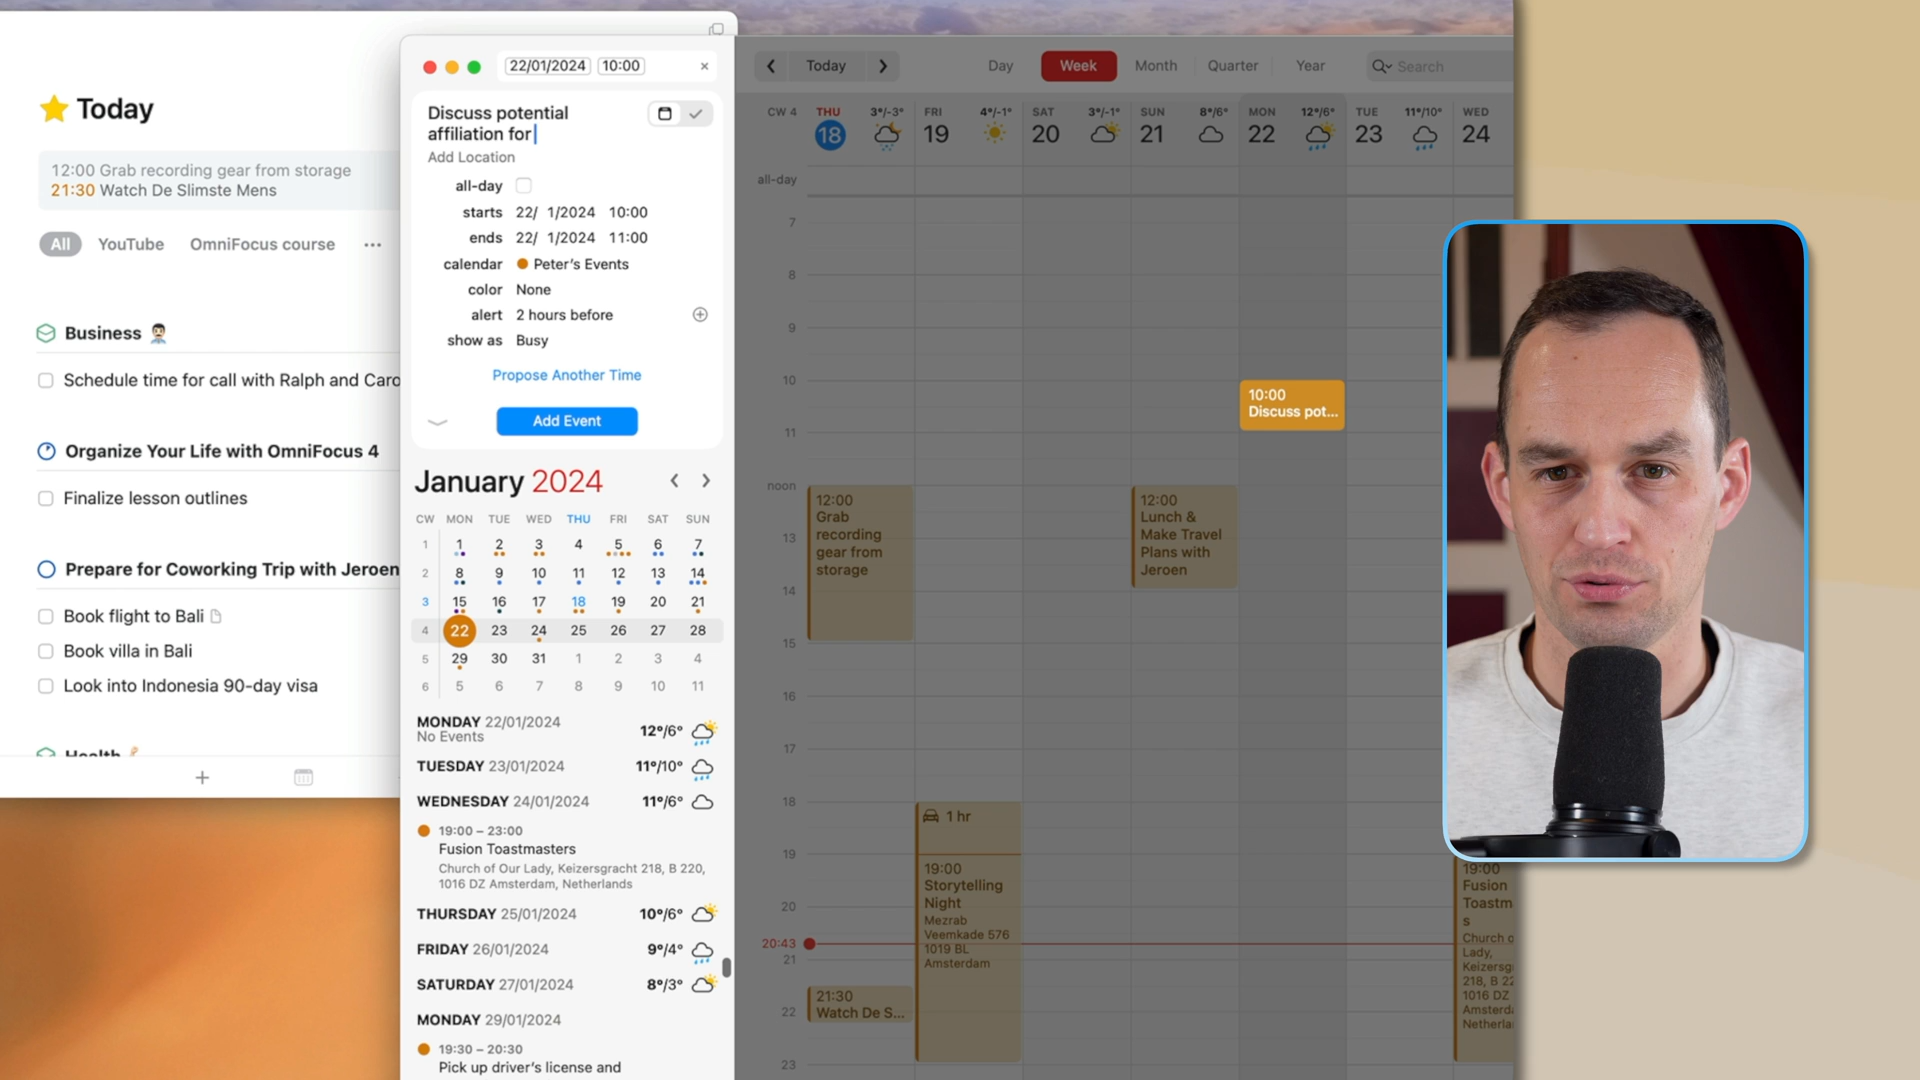 Today
12:00 Grab recording gear from storage
21:30 Watch De Slimste Mens
All YouTube OmniFocus course
Business
Schedule time for call with Ralph and Caro
Organize Your Life with OmniFocus 4
Finalize lesson outlines
Prepare for Coworking Trip with Jeroen
Book flight to Bali
Book villa in Bali
Look into Indonesia 90-day visa
Health
22/01/2024 10:00
Discuss potential
affiliation for
Add Location
all-day
starts 22/ 1/2024 10:00
ends 22/ 1/2024 11:00
calendar Peter's Events
color None
alert 2 hours before
show as Busy
Propose Another Time
Add Event
January 2024
CW MON TUE WED THU FRI SAT SUN
1 1 2 3 4 5 6 7
2 8 9 10 11 12 13 14
3 15 16 17 18 19 20 21
4 22 23 24 25 26 27 28
5 29 30 31 1 2 3 4
6 5 6 7 8 9 10 11
MONDAY 22/01/2024 12°/6°
No Events
TUESDAY 23/01/2024 11°/10°
WEDNESDAY 24/01/2024 11°/6°
19:00 – 23:00
Fusion Toastmasters
Church of Our Lady, Keizersgracht 218, B 220,
1016 DZ Amsterdam, Netherlands
THURSDAY 25/01/2024 10°/6°
FRIDAY 26/01/2024 9°/4°
SATURDAY 27/01/2024 8°/3°
MONDAY 29/01/2024
19:30 – 20:30
Pick up driver's license and
Today Day Week Month Quarter Year Search
CW 4 THU 3°/-3° FRI 4°/-1° SAT 3°/-1° SUN 8°/6° MON 12°/6° TUE 11°/10° WED
18 19 20 21 22 23 24
all-day
7
8
9
10
11
noon
13
14
15
16
17
18
19
20
20:43
21
22
23
10:00
Discuss pot...
12:00
Grab
recording
gear from
storage
12:00
Lunch &
Make Travel
Plans with
Jeroen
1 hr
19:00
Storytelling
Night
Mezrab
Veemkade 576
1019 BL
Amsterdam
21:30
Watch De S...
19:00
Fusion
Toastm
s
Church o
Lady,
Keizersg
218, B 22
1016 DZ
Amsterd
Netherla